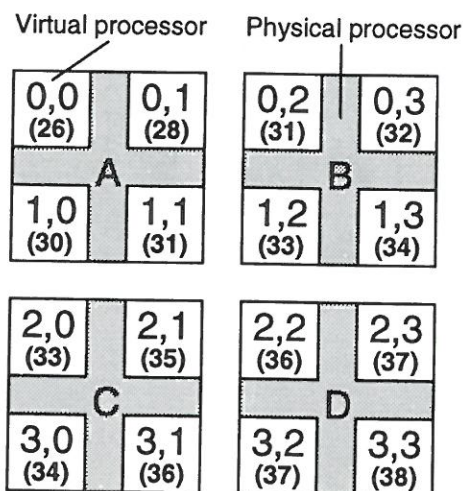 Virtual processor
Physical processor
0,0 0,1
(26) (28)
A
1,0 1,1
(30) (31)
0,2 0,3
(31) (32)
B
1,2 1,3
(33) (34)
2,0 2,1
(33) (35)
C
3,0 3,1
(34) (36)
2,2 2,3
(36) (37)
D
3,2 3,3
(37) (38)